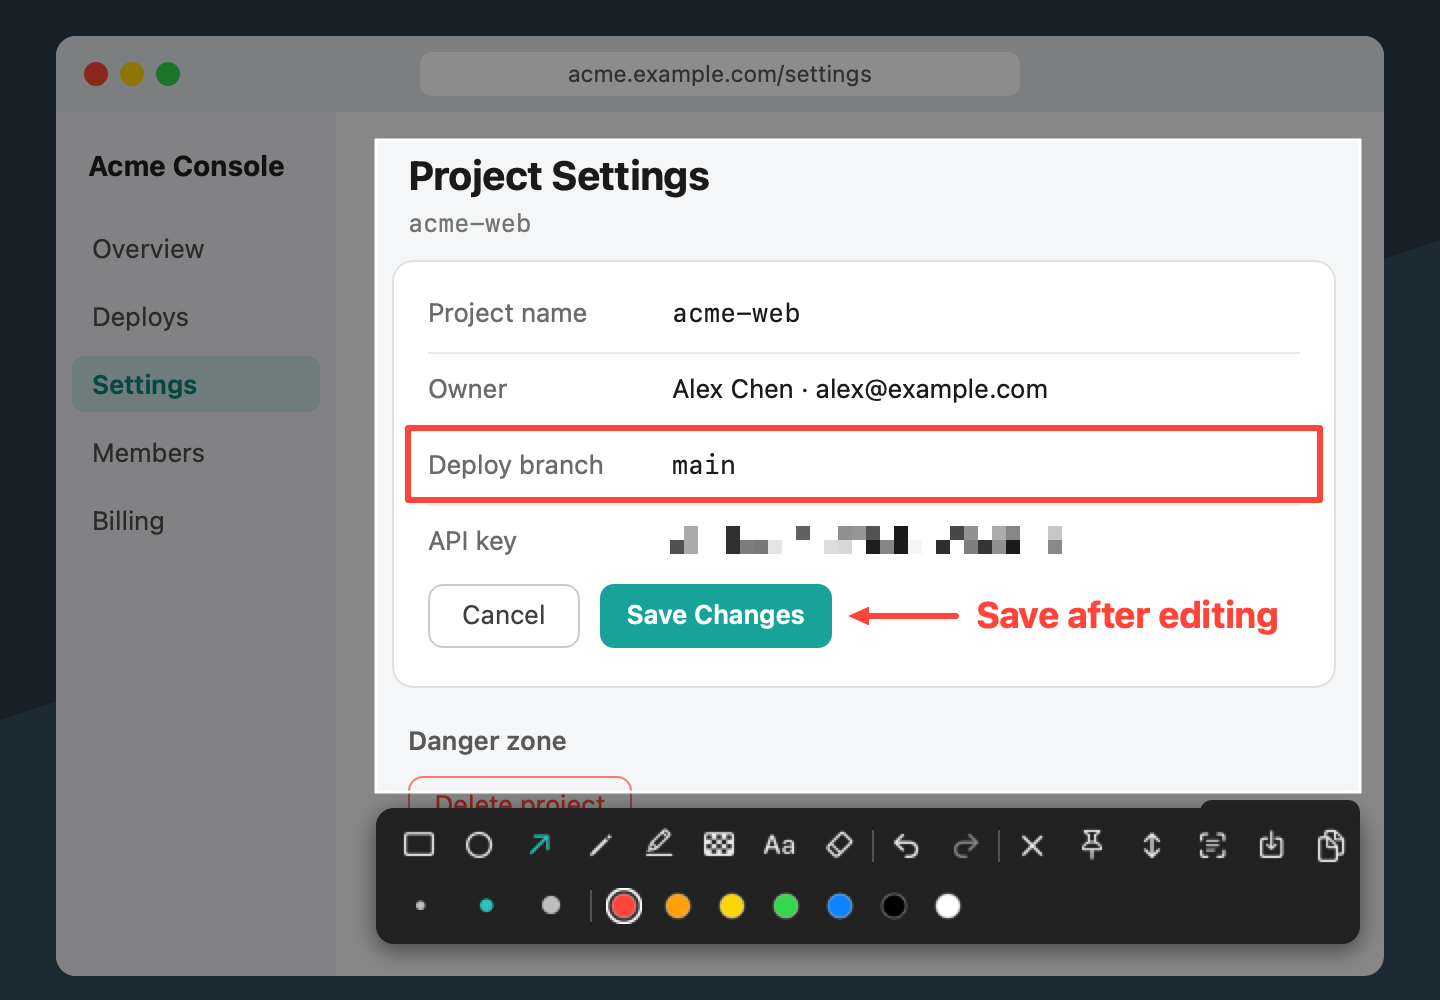 acme.example.com/settings
Acme Console
Overview
Deploys
Settings
Members
Billing
Project Settings
acme-web
Project name acme-web
Owner Alex Chen · alex@example.com
Deploy branch main
API key
Cancel Save Changes Save after editing
Danger zone
Delete project
Aa